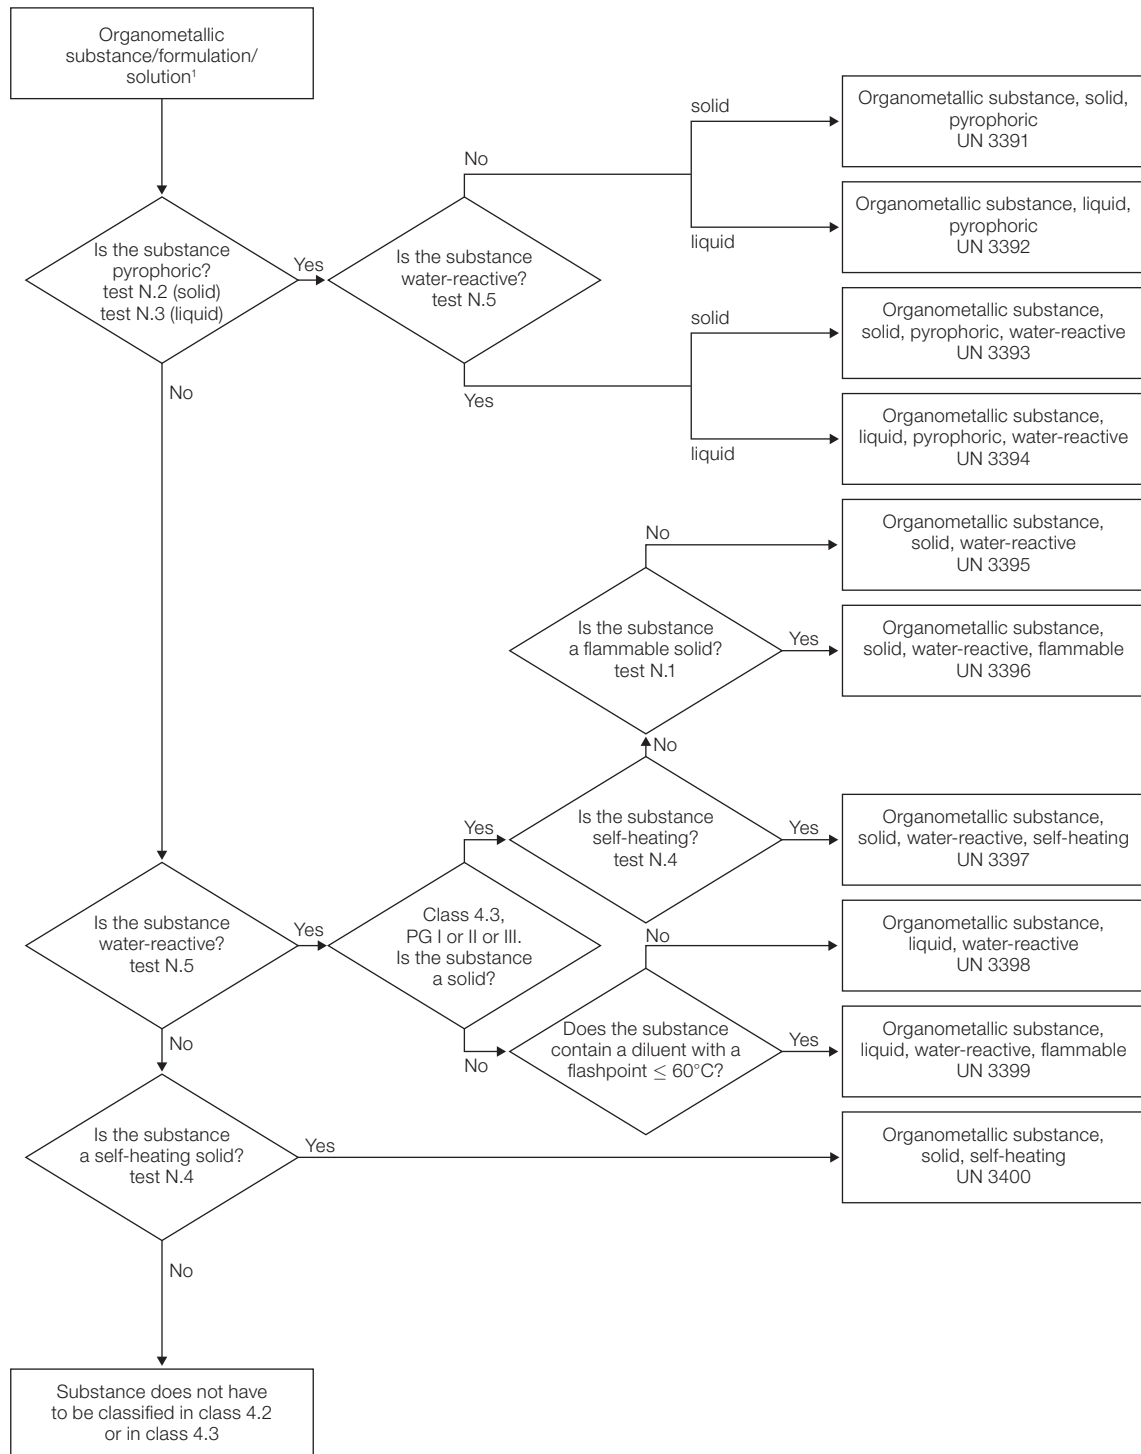 Organometallic
substance/formulation/
solution¹
Is the substance
pyrophoric?
test N.2 (solid)
test N.3 (liquid)
Yes
No
Is the substance
water-reactive?
test N.5
No
Yes
solid
liquid
solid
liquid
Organometallic substance, solid,
pyrophoric
UN 3391
Organometallic substance, liquid,
pyrophoric
UN 3392
Organometallic substance,
solid, pyrophoric, water-reactive
UN 3393
Organometallic substance,
liquid, pyrophoric, water-reactive
UN 3394
No
Organometallic substance,
solid, water-reactive
UN 3395
Is the substance
a flammable solid?
test N.1
Yes
Organometallic substance,
solid, water-reactive, flammable
UN 3396
No
Is the substance
self-heating?
test N.4
Yes
Organometallic substance,
solid, water-reactive, self-heating
UN 3397
Is the substance
water-reactive?
test N.5
Yes
Class 4.3,
PG I or II or III.
Is the substance
a solid?
Yes
No
No
Organometallic substance,
liquid, water-reactive
UN 3398
Does the substance
contain a diluent with a
flashpoint ≤ 60°C?
Yes
Organometallic substance,
liquid, water-reactive, flammable
UN 3399
No
Is the substance
a self-heating solid?
test N.4
Yes
Organometallic substance,
solid, self-heating
UN 3400
No
Substance does not have
to be classified in class 4.2
or in class 4.3